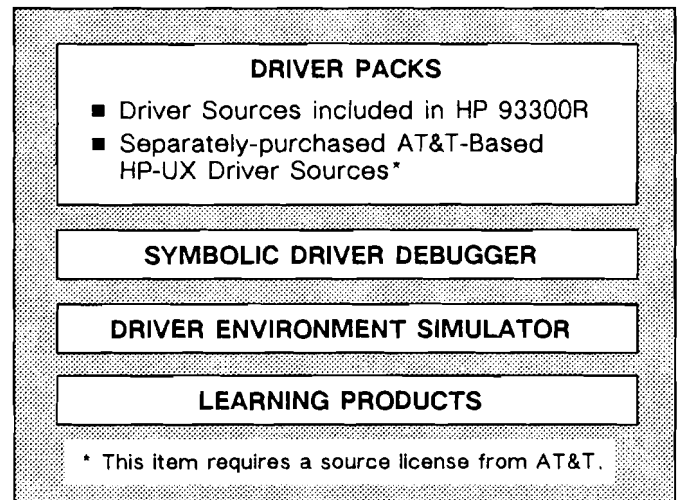 DRIVER PACKS
■ Driver Sources included in HP 93300R
■ Separately-purchased AT&T-Based
HP-UX Driver Sources*
SYMBOLIC DRIVER DEBUGGER
DRIVER ENVIRONMENT SIMULATOR
LEARNING PRODUCTS
* This item requires a source license from AT&T.